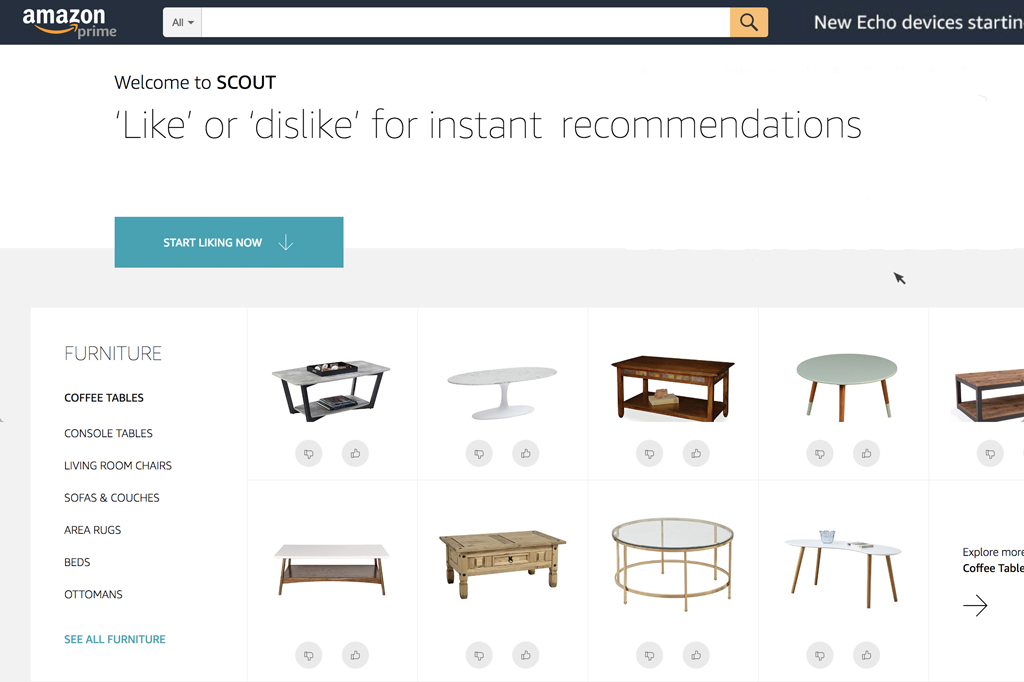 amazon
prime
All
New Echo devices startin
Welcome to SCOUT
‘Like’ or ‘dislike’ for instant recommendations
START LIKING NOW
FURNITURE
COFFEE TABLES
CONSOLE TABLES
LIVING ROOM CHAIRS
SOFAS & COUCHES
AREA RUGS
BEDS
OTTOMANS
SEE ALL FURNITURE
Explore more
Coffee Table